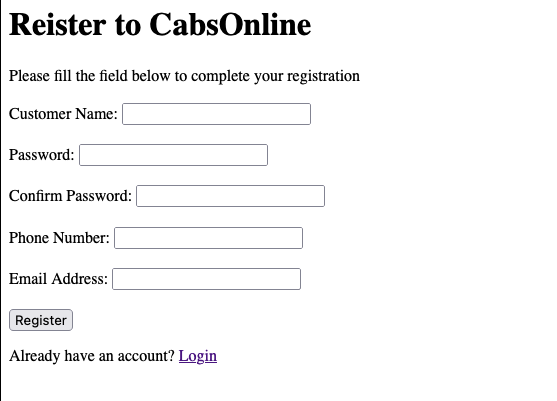 Reister to CabsOnline
Please fill the field below to complete your registration
Customer Name:
Password:
Confirm Password:
Phone Number:
Email Address:
Register
Already have an account? Login